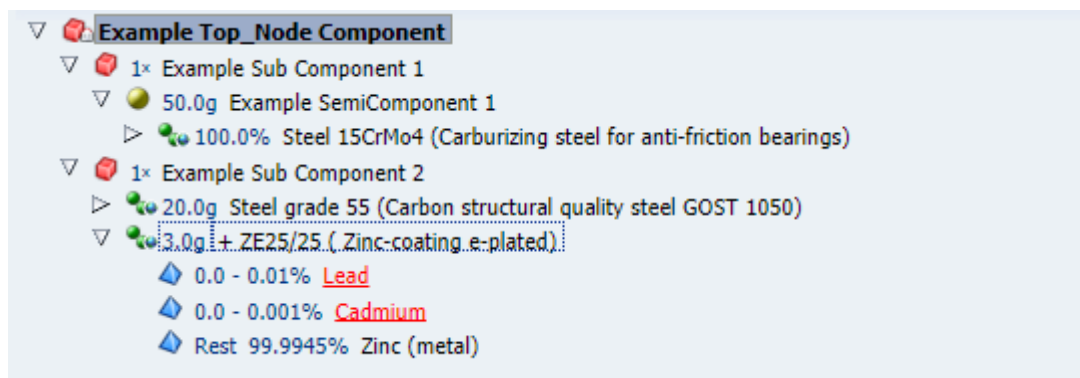 Example Top_Node Component
1x Example Sub Component 1
50.0g Example SemiComponent 1
100.0% Steel 15CrMo4 (Carburizing steel for anti-friction bearings)
1x Example Sub Component 2
20.0g Steel grade 55 (Carbon structural quality steel GOST 1050)
3.0g + ZE25/25 ( Zinc-coating e-plated)
0.0 - 0.01% Lead
0.0 - 0.001% Cadmium
Rest 99.9945% Zinc (metal)